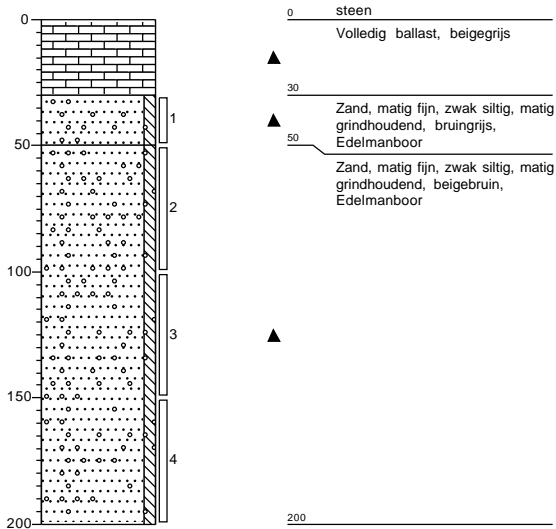 0
50
100
150
200
1
2
3
4
0
steen
Volledig ballast, beigegrijs
30
Zand, matig fijn, zwak siltig, matig
grindhoudend, bruingrijs,
Edelmanboor
50
Zand, matig fijn, zwak siltig, matig
grindhoudend, beigebruin,
Edelmanboor
200